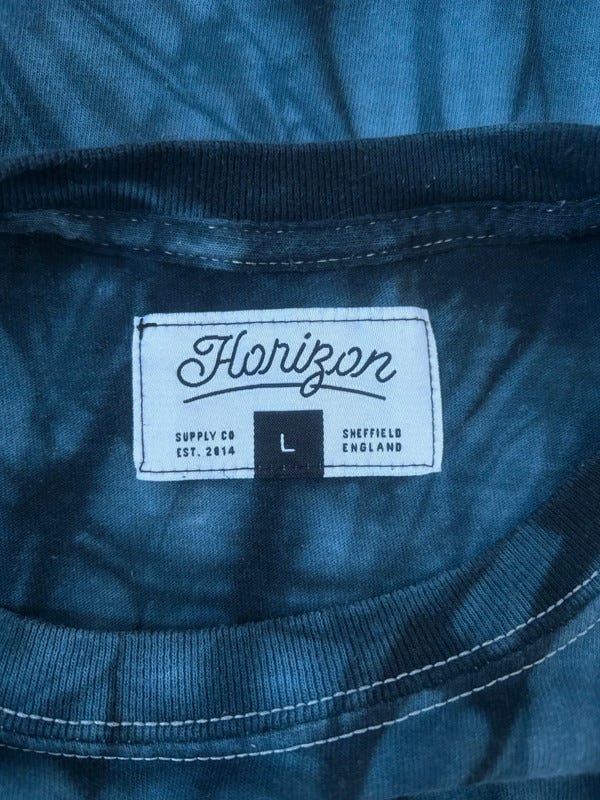 Horizon
SUPPLY CO
EST. 2014
L
SHEFFIELD
ENGLAND